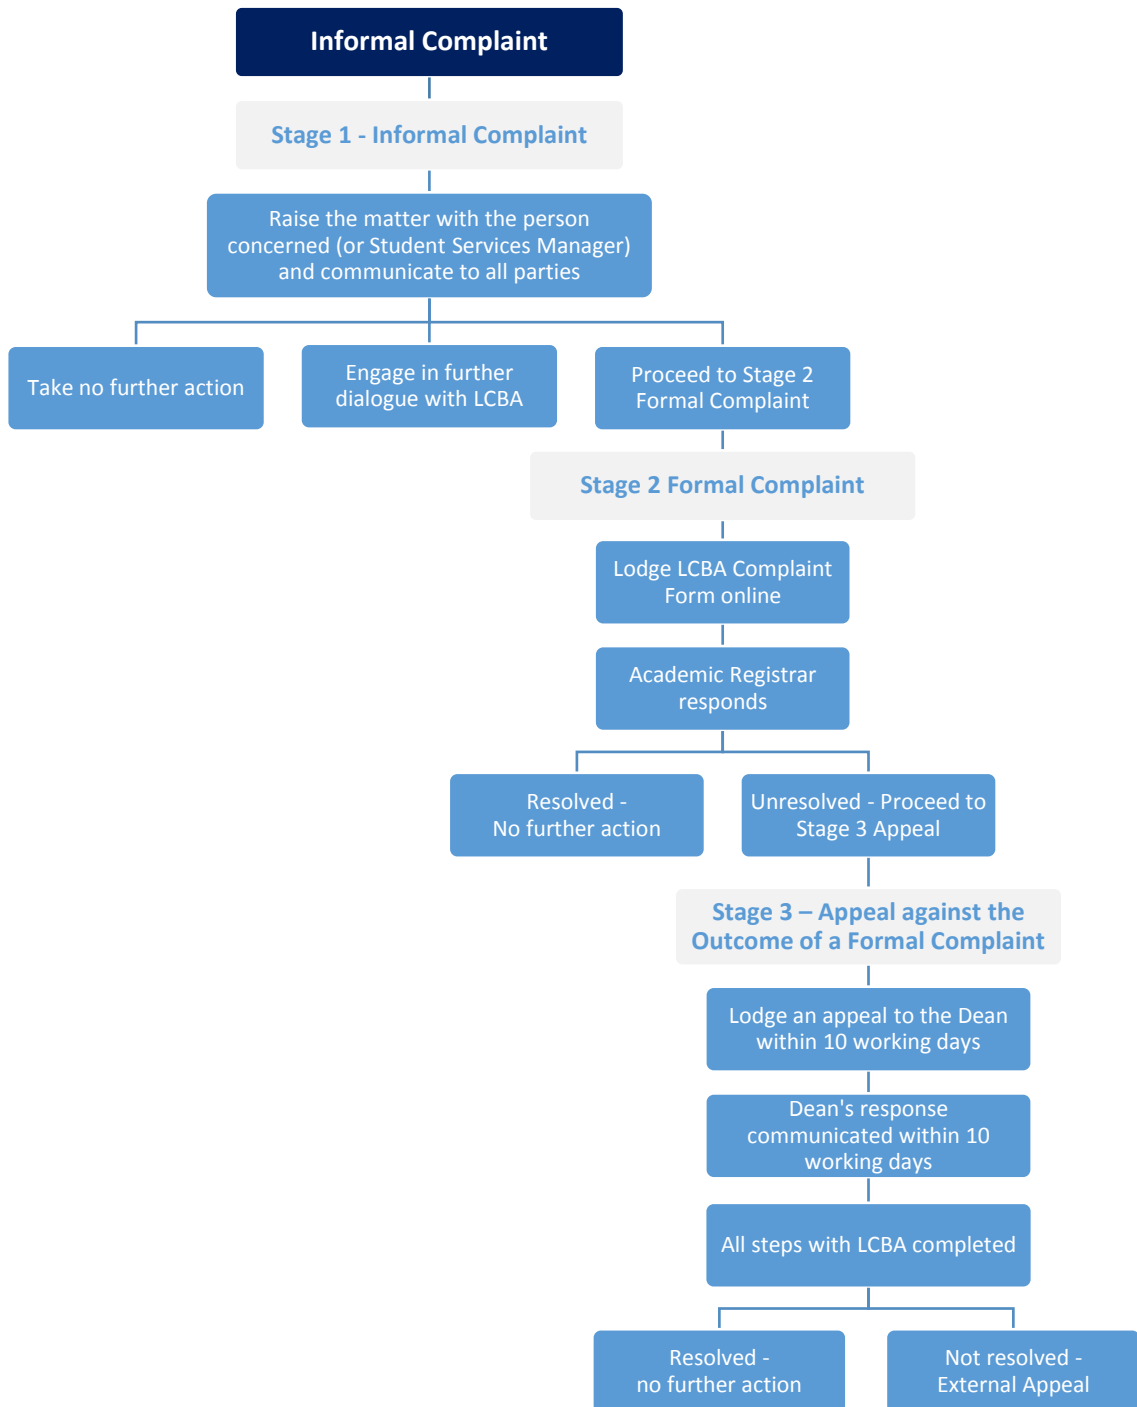 Informal Complaint
Stage 1 - Informal Complaint
Raise the matter with the person
concerned (or Student Services Manager)
and communicate to all parties
Take no further action
Engage in further
dialogue with LCBA
Proceed to Stage 2
Formal Complaint
Stage 2 Formal Complaint
Lodge LCBA Complaint
Form online
Academic Registrar
responds
Resolved -
No further action
Unresolved - Proceed to
Stage 3 Appeal
Stage 3 – Appeal against the
Outcome of a Formal Complaint
Lodge an appeal to the Dean
within 10 working days
Dean's response
communicated within 10
working days
All steps with LCBA completed
Resolved -
no further action
Not resolved -
External Appeal